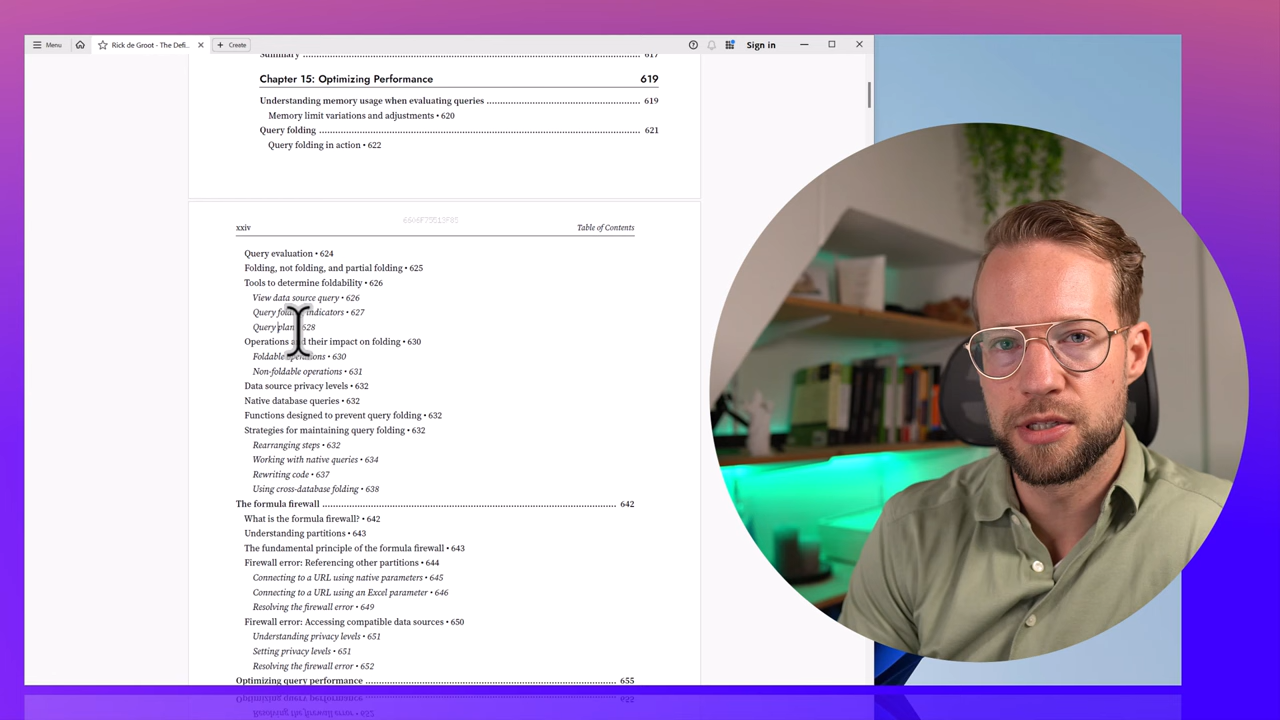 Menu
Rick de Groot - The Defi..
Create
Sign in
Summary 617
Chapter 15: Optimizing Performance 619
Understanding memory usage when evaluating queries 619
Memory limit variations and adjustments • 620
Query folding 621
Query folding in action • 622
xxiv
Table of Contents
Query evaluation • 624
Folding, not folding, and partial folding • 625
Tools to determine foldability • 626
View data source query • 626
Query indicators • 627
Query plan 628
Operations and their impact on folding • 630
Foldable operations • 630
Non-foldable operations • 631
Data source privacy levels • 632
Native database queries • 632
Functions designed to prevent query folding • 632
Strategies for maintaining query folding • 632
Rearranging steps • 632
Working with native queries • 634
Rewriting code • 637
Using cross-database folding • 638
The formula firewall 642
What is the formula firewall? • 642
Understanding partitions • 643
The fundamental principle of the formula firewall • 643
Firewall error: Referencing other partitions • 644
Connecting to a URL using native parameters • 645
Connecting to a URL using an Excel parameter • 646
Resolving the firewall error • 649
Firewall error: Accessing compatible data sources • 650
Understanding privacy levels • 651
Setting privacy levels • 651
Resolving the firewall error • 652
Optimizing query performance 655